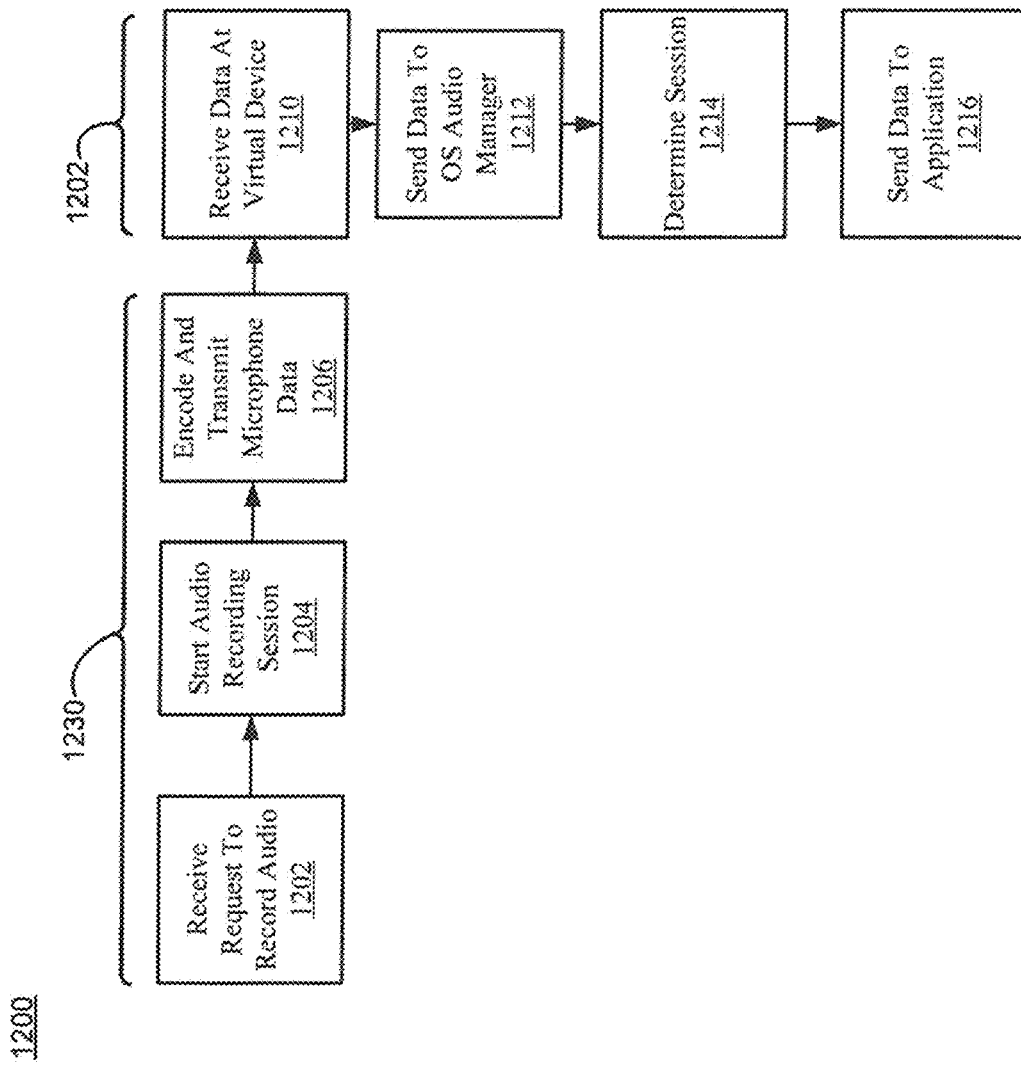 1200
1230
1202
Receive
Request To
Record Audio
1202
Start Audio
Recording
Session
1204
Encode And
Transmit
Microphone
Data
1206
Receive Data At
Virtual Device
1210
Send Data To
OS Audio
Manager
1212
Determine Session
1214
Send Data To
Application
1216